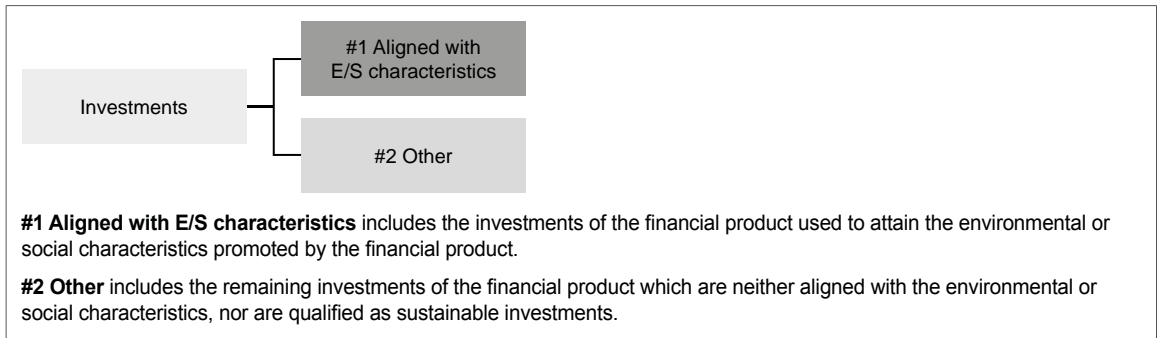 #1 Aligned with
E/S characteristics
Investments
#2 Other
#1 Aligned with E/S characteristics includes the investments of the financial product used to attain the environmental or
social characteristics promoted by the financial product.
#2 Other includes the remaining investments of the financial product which are neither aligned with the environmental or
social characteristics, nor are qualified as sustainable investments.